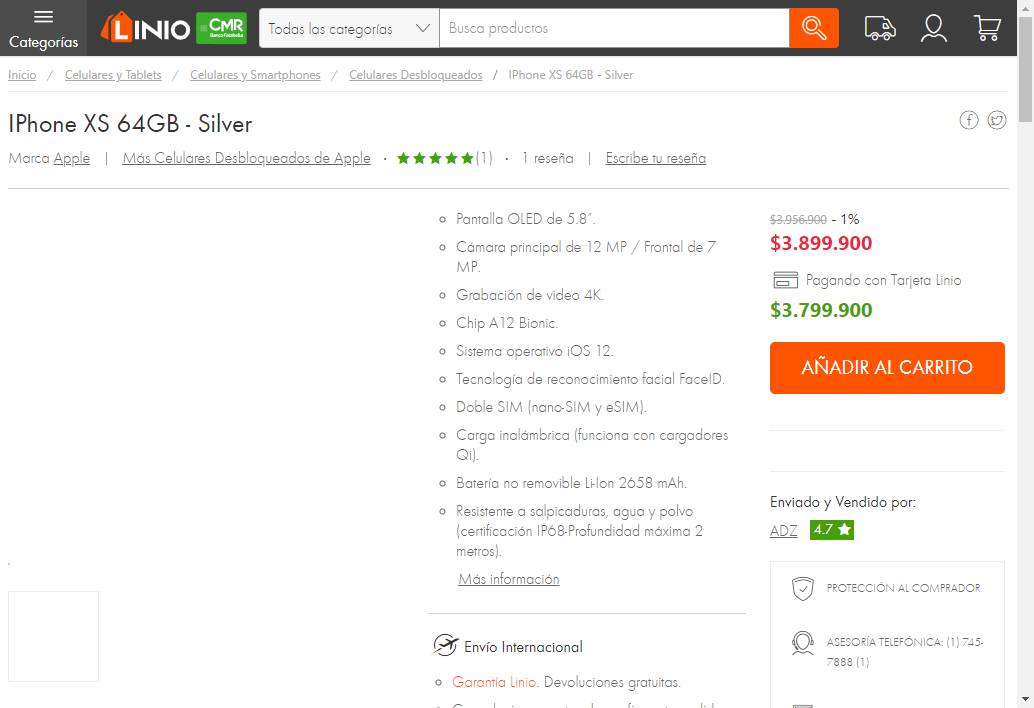 Categorías
LINIO
CMR
Banco Falabella
Todas las categorías
Busca productos
Inicio / Celulares y Tablets / Celulares y Smartphones / Celulares Desbloqueados / IPhone XS 64GB - Silver
IPhone XS 64GB - Silver
Marca Apple | Más Celulares Desbloqueados de Apple · (1) · 1 reseña | Escribe tu reseña
Pantalla OLED de 5.8”.
Cámara principal de 12 MP / Frontal de 7
MP.
Grabación de video 4K.
Chip A12 Bionic.
Sistema operativo iOS 12.
Tecnología de reconocimiento facial FaceID.
Doble SIM (nano-SIM y eSIM).
Carga inalámbrica (funciona con cargadores
Qi).
Batería no removible Li-Ion 2658 mAh.
Resistente a salpicaduras, agua y polvo
(certificación IP68-Profundidad máxima 2
metros).
Más información
Envío Internacional
Garantía Linio. Devoluciones gratuitas.
$3.956.900 - 1%
$3.899.900
Pagando con Tarjeta Linio
$3.799.900
AÑADIR AL CARRITO
Enviado y Vendido por:
ADZ 4.7
PROTECCIÓN AL COMPRADOR
ASESORÍA TELEFÓNICA: (1) 745-
7888 (1)